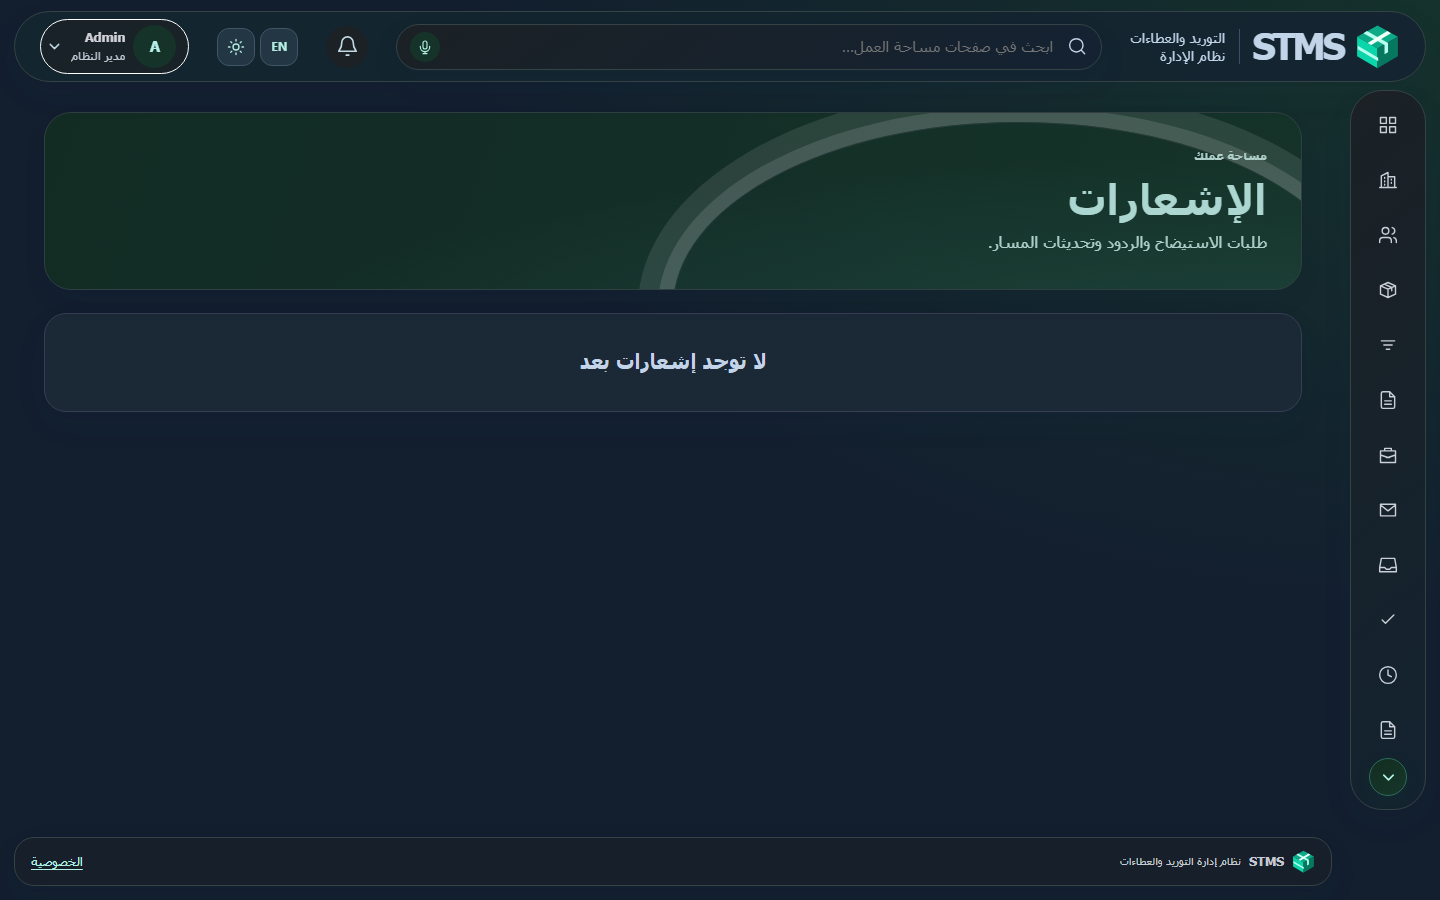 STMS
التوريد والعطاءات
نظام الإدارة
ابحث في صفحات مساحة العمل...
EN
A
Admin
مدير النظام
مساحة عملك
الإشعارات
طلبات الاستيضاح والردود وتحديثات المسار.
لا توجد إشعارات بعد
STMS نظام إدارة التوريد والعطاءات
الخصوصية